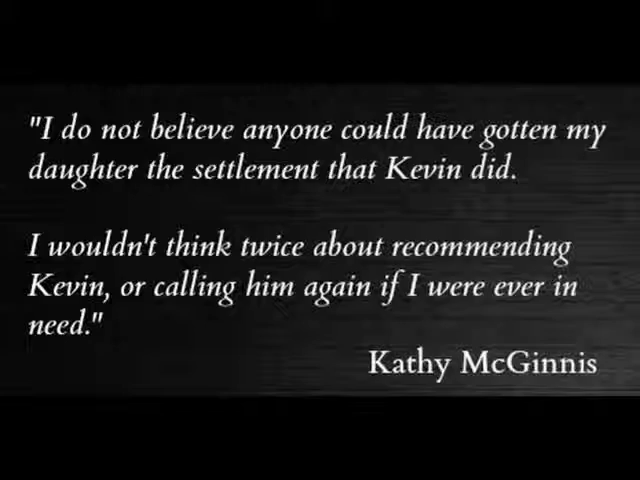 "I do not believe anyone could have gotten my
daughter the settlement that Kevin did.
I wouldn't think twice about recommending
Kevin, or calling him again if I were ever in
need."
Kathy McGinnis